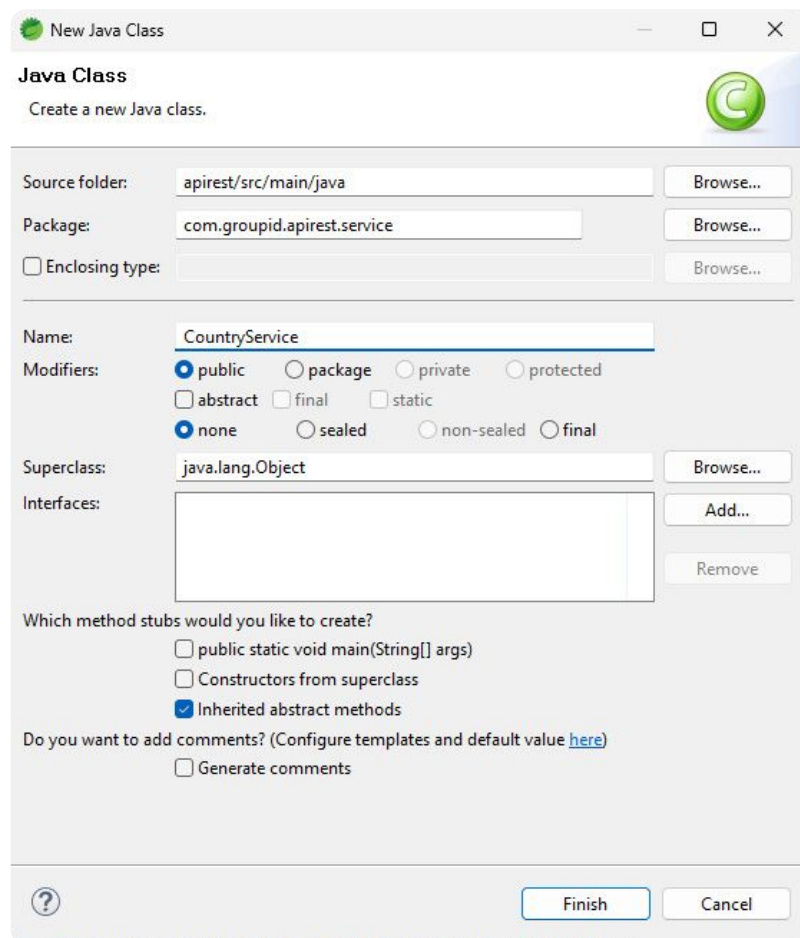 New Java Class
Java Class
Create a new Java class.
Source folder: apirest/src/main/java Browse...
Package: com.groupid.apirest.service Browse...
Enclosing type: Browse...
Name: CountryService
Modifiers: public package private protected
abstract final static
none sealed non-sealed final
Superclass: java.lang.Object Browse...
Interfaces: Add...
Remove
Which method stubs would you like to create?
public static void main(String[] args)
Constructors from superclass
Inherited abstract methods
Do you want to add comments? (Configure templates and default value here)
Generate comments
? Finish Cancel